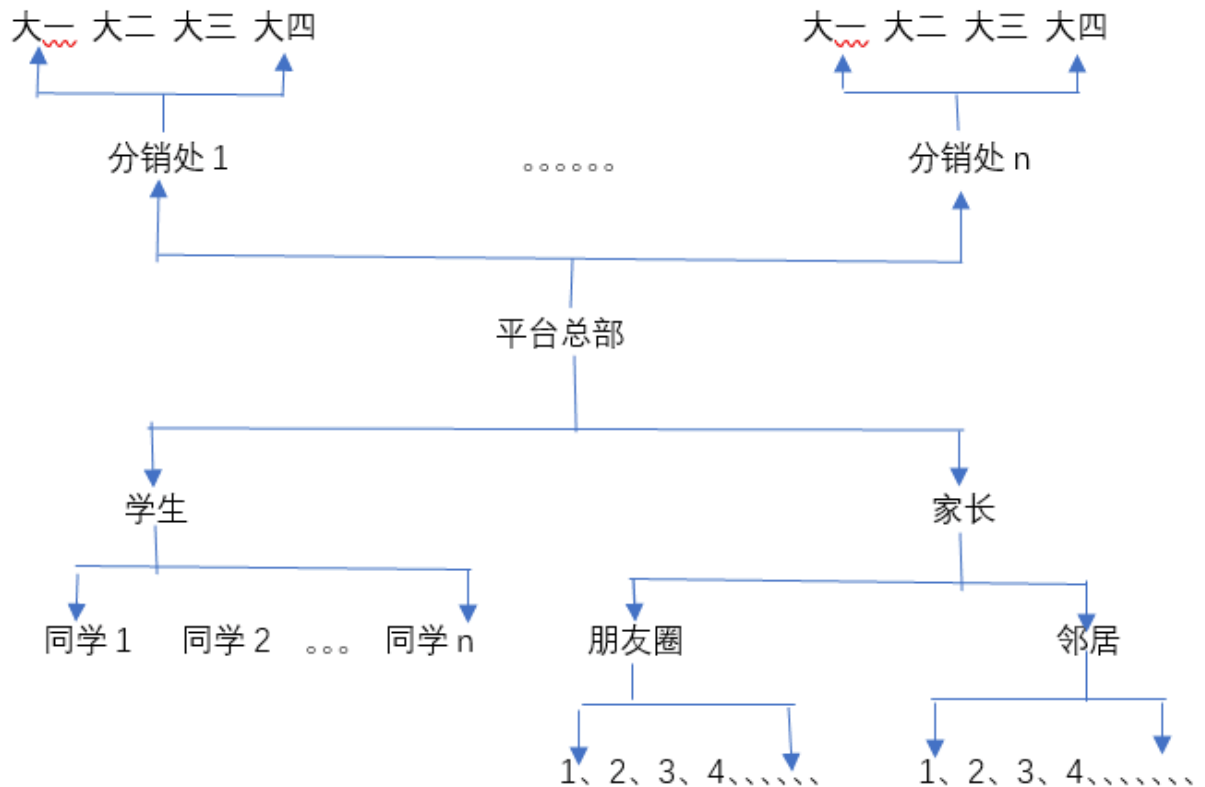 大一 大二 大三 大四
大一 大二 大三 大四
分销处 1
。。。。。。
分销处 n
平台总部
学生
家长
同学 1
同学 2
。。。
同学 n
朋友圈
邻居
1、2、3、4、、、、、、
1、2、3、4、、、、、、、